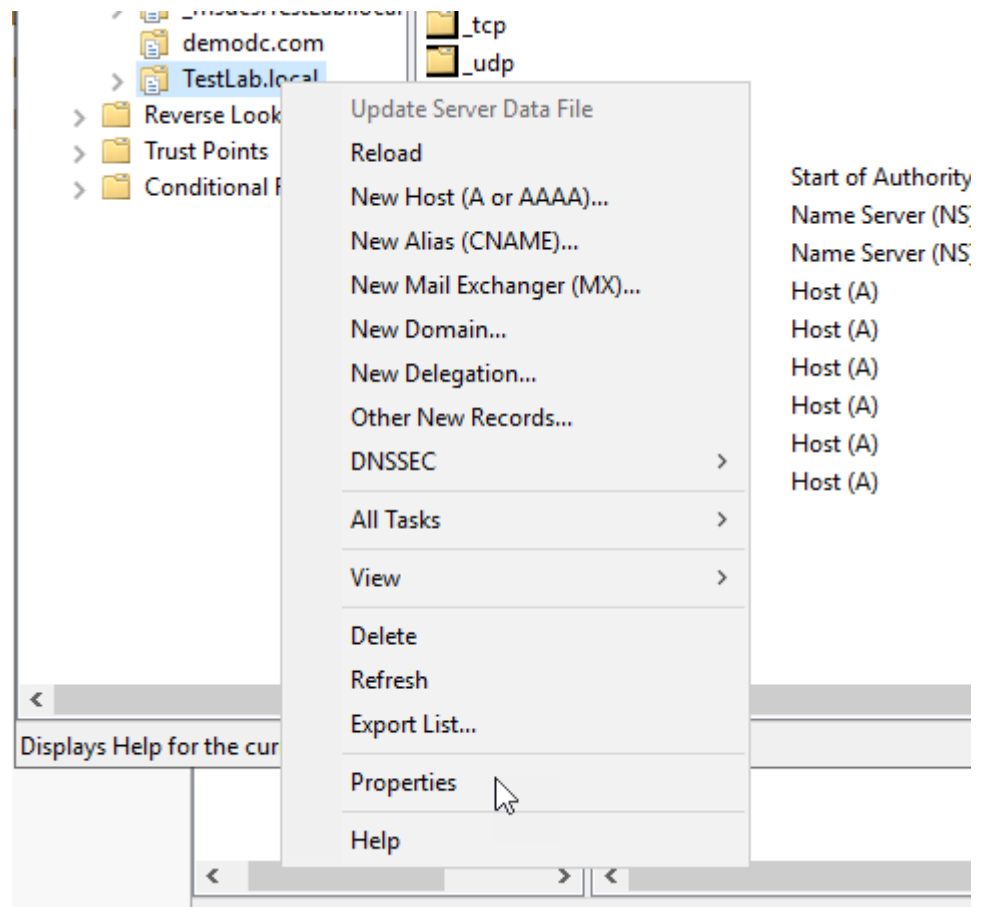 _tcp
demodc.com
_udp
TestLab.local
Reverse Look
Trust Points
Conditional
Update Server Data File
Reload
New Host (A or AAAA)...
New Alias (CNAME)...
New Mail Exchanger (MX)...
New Domain...
New Delegation...
Other New Records...
DNSSEC
All Tasks
View
Delete
Refresh
Export List...
Properties
Help
Start of Authority
Name Server (NS)
Name Server (NS)
Host (A)
Host (A)
Host (A)
Host (A)
Host (A)
Host (A)
Displays Help for the cur